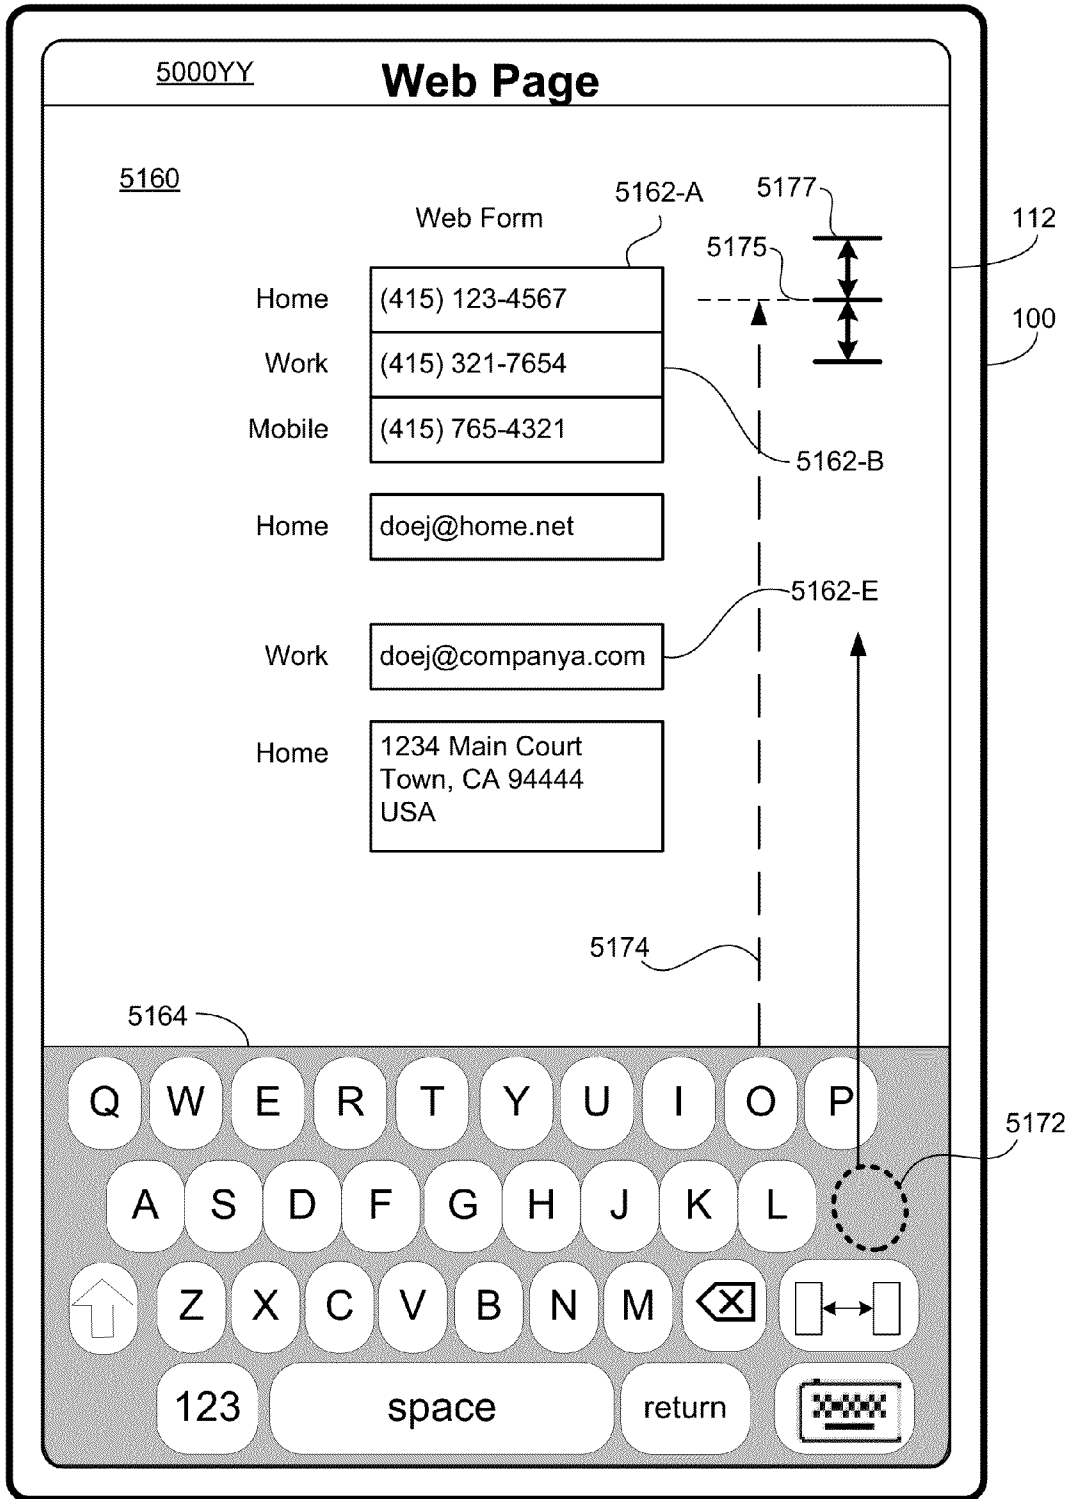 5000YY Web Page
5160
5162-A
5177
Web Form
112
5175
Home (415) 123-4567
100
Work (415) 321-7654
Mobile (415) 765-4321
5162-B
Home doej@home.net
5162-E
Work doej@companya.com
Home 1234 Main Court
Town, CA 94444
USA
5174
5164
Q W E R T Y U I O P
5172
A S D F G H J K L
Z X C V B N M
123 space return